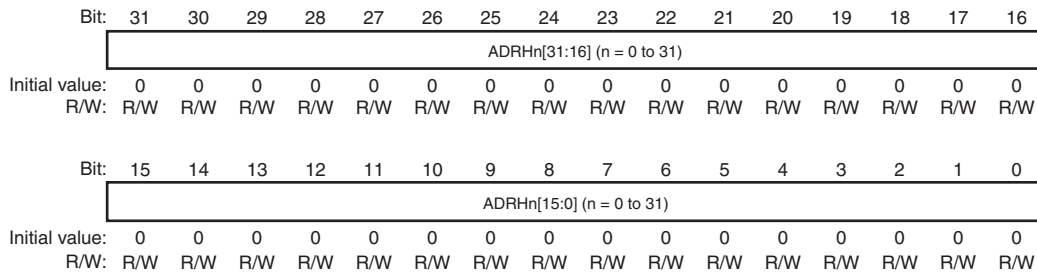 Bit: 31 30 29 28 27 26 25 24 23 22 21 20 19 18 17 16
ADRHn[31:16] (n = 0 to 31)
Initial value: 0 0 0 0 0 0 0 0 0 0 0 0 0 0 0 0
R/W: R/W R/W R/W R/W R/W R/W R/W R/W R/W R/W R/W R/W R/W R/W R/W R/W
Bit: 15 14 13 12 11 10 9 8 7 6 5 4 3 2 1 0
ADRHn[15:0] (n = 0 to 31)
Initial value: 0 0 0 0 0 0 0 0 0 0 0 0 0 0 0 0
R/W: R/W R/W R/W R/W R/W R/W R/W R/W R/W R/W R/W R/W R/W R/W R/W R/W